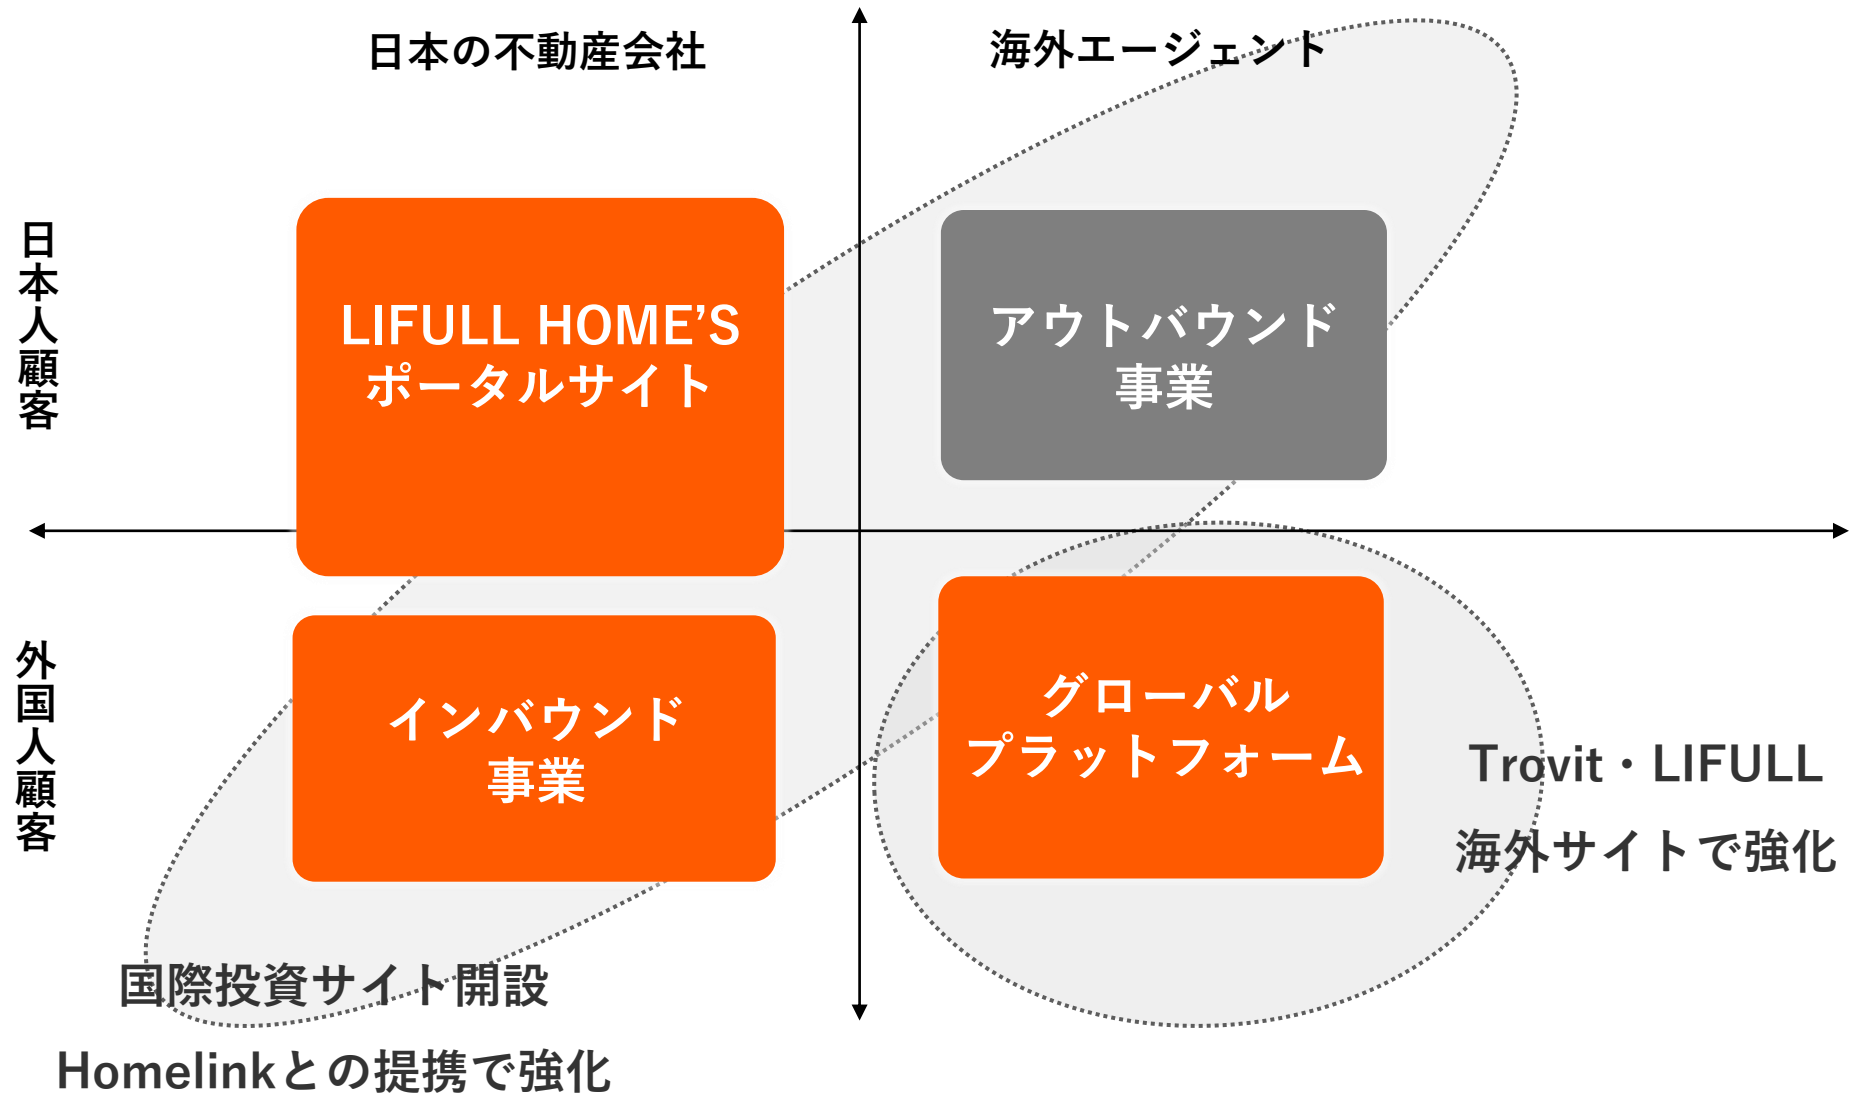 日本の不動産会社
海外エージェント
日本人顧客
LIFULL HOME’S
ポータルサイト
アウトバウンド
事業
外国人顧客
インバウンド
事業
グローバル
プラットフォーム
Trovit・LIFULL
海外サイトで強化
国際投資サイト開設
Homelinkとの提携で強化